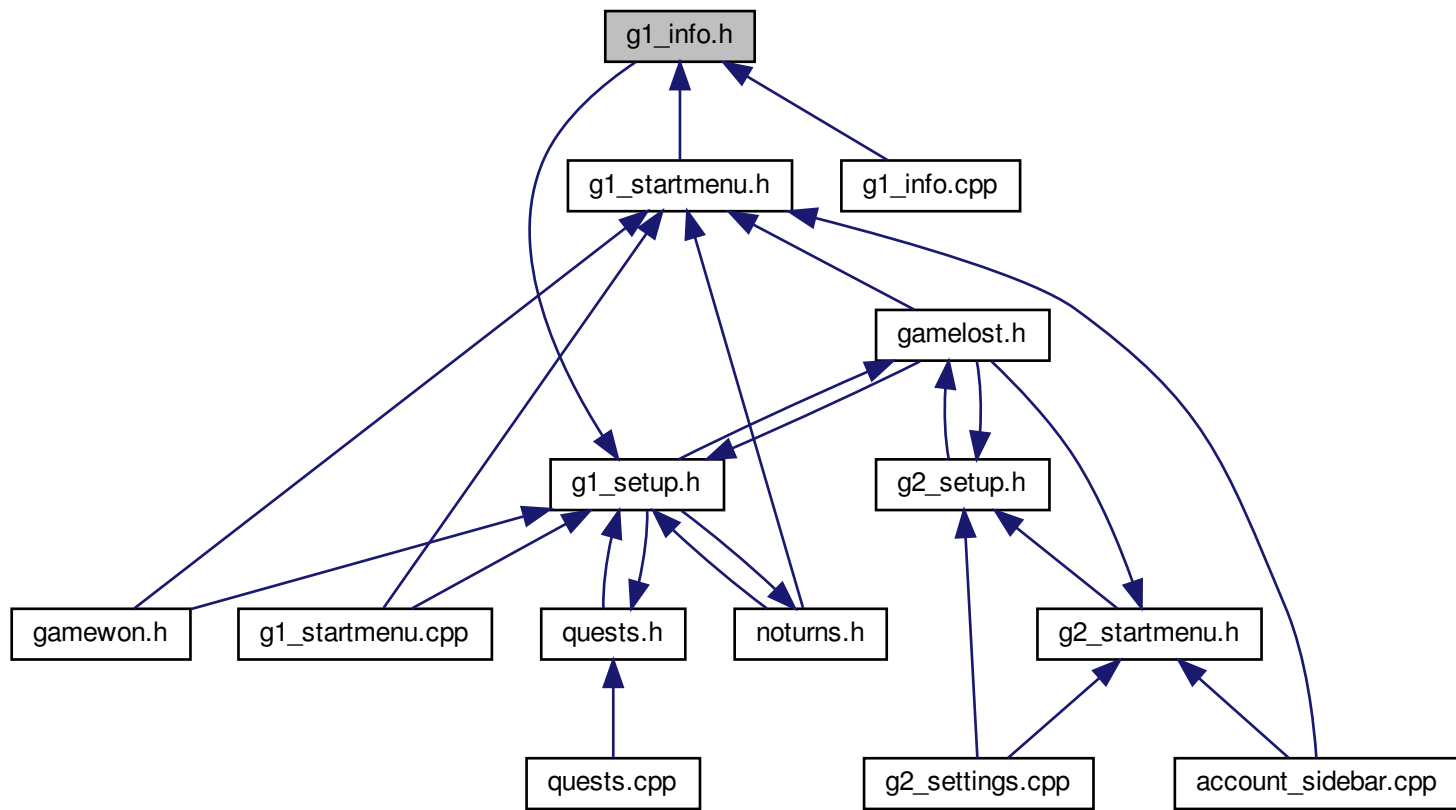 g1_info.h
g1_startmenu.h
g1_info.cpp
gamelost.h
g1_setup.h
g2_setup.h
gamewon.h
g1_startmenu.cpp
quests.h
noturns.h
g2_startmenu.h
quests.cpp
g2_settings.cpp
account_sidebar.cpp